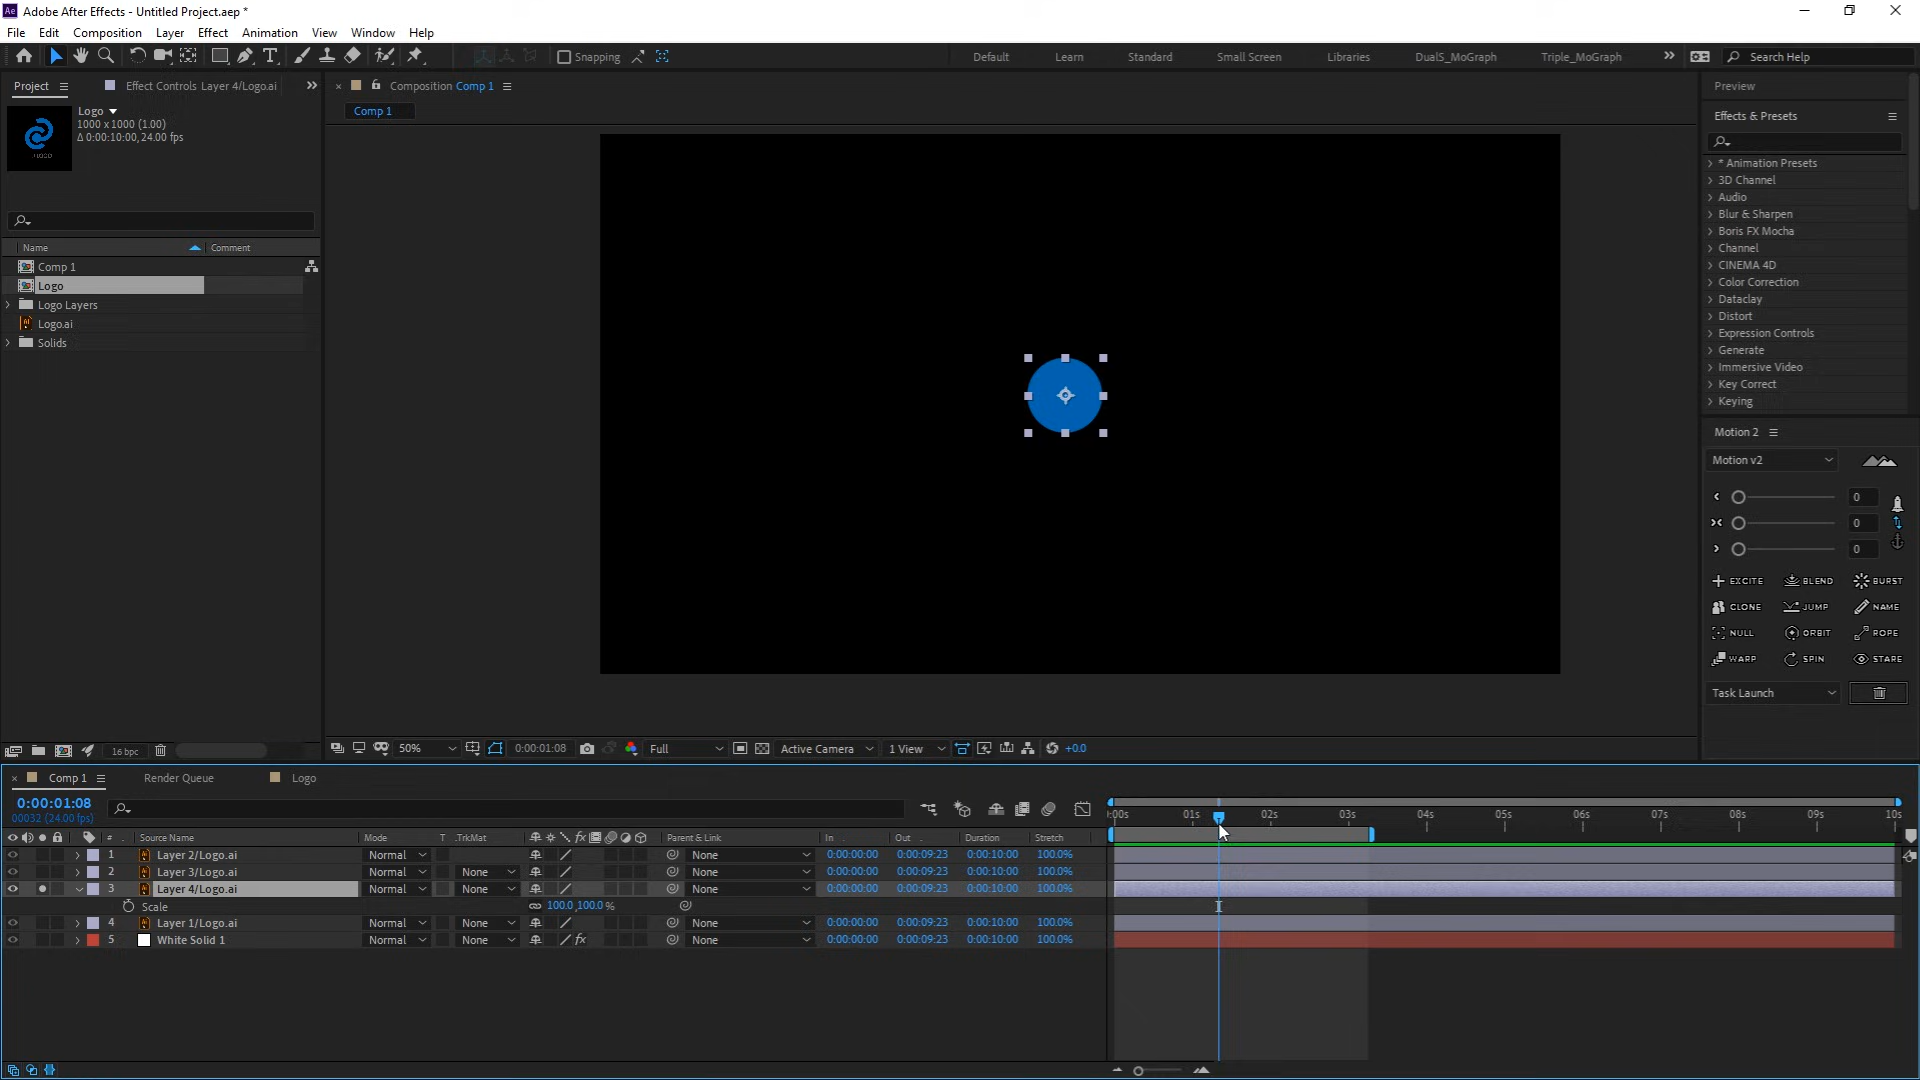 Ae Adobe After Effects - Untitled Project.aep *
File Edit Composition Layer Effect Animation View Window Help
Snapping Default Learn Standard Small Screen Libraries DualS_MoGraph Triple_MoGraph Search Help
Project Effect Controls Layer 4/Logo.ai
Composition Comp 1
Preview
Logo
1000 x 1000 (1.00)
Δ 0:00:10:00, 24.00 fps
Comp 1
Effects & Presets
Name Comment
Comp 1
Logo
Logo Layers
Logo.ai
Solids
* Animation Presets
3D Channel
Audio
Blur & Sharpen
Boris FX Mocha
Channel
CINEMA 4D
Color Correction
Dataclay
Distort
Expression Controls
Generate
Immersive Video
Key Correct
Keying
Motion 2
Motion v2
0
0
0
EXCITE BLEND BURST
CLONE JUMP NAME
NULL ORBIT ROPE
WARP SPIN STARE
Task Launch
16 bpc
50% 0:00:01:08 Full Active Camera 1 View +0.0
Comp 1 Render Queue Logo
0:00:01:08
00032 (24.00 fps)
:00s 01s 02s 03s 04s 05s 06s 07s 08s 09s 10s
# Source Name Mode T .TrkMat fx Parent & Link In Out Duration Stretch
1 Layer 2/Logo.ai Normal None 0:00:00:00 0:00:09:23 0:00:10:00 100.0%
2 Layer 3/Logo.ai Normal None None 0:00:00:00 0:00:09:23 0:00:10:00 100.0%
3 Layer 4/Logo.ai Normal None None 0:00:00:00 0:00:09:23 0:00:10:00 100.0%
Scale 100.0,100.0 %
4 Layer 1/Logo.ai Normal None None 0:00:00:00 0:00:09:23 0:00:10:00 100.0%
5 White Solid 1 Normal None fx None 0:00:00:00 0:00:09:23 0:00:10:00 100.0%